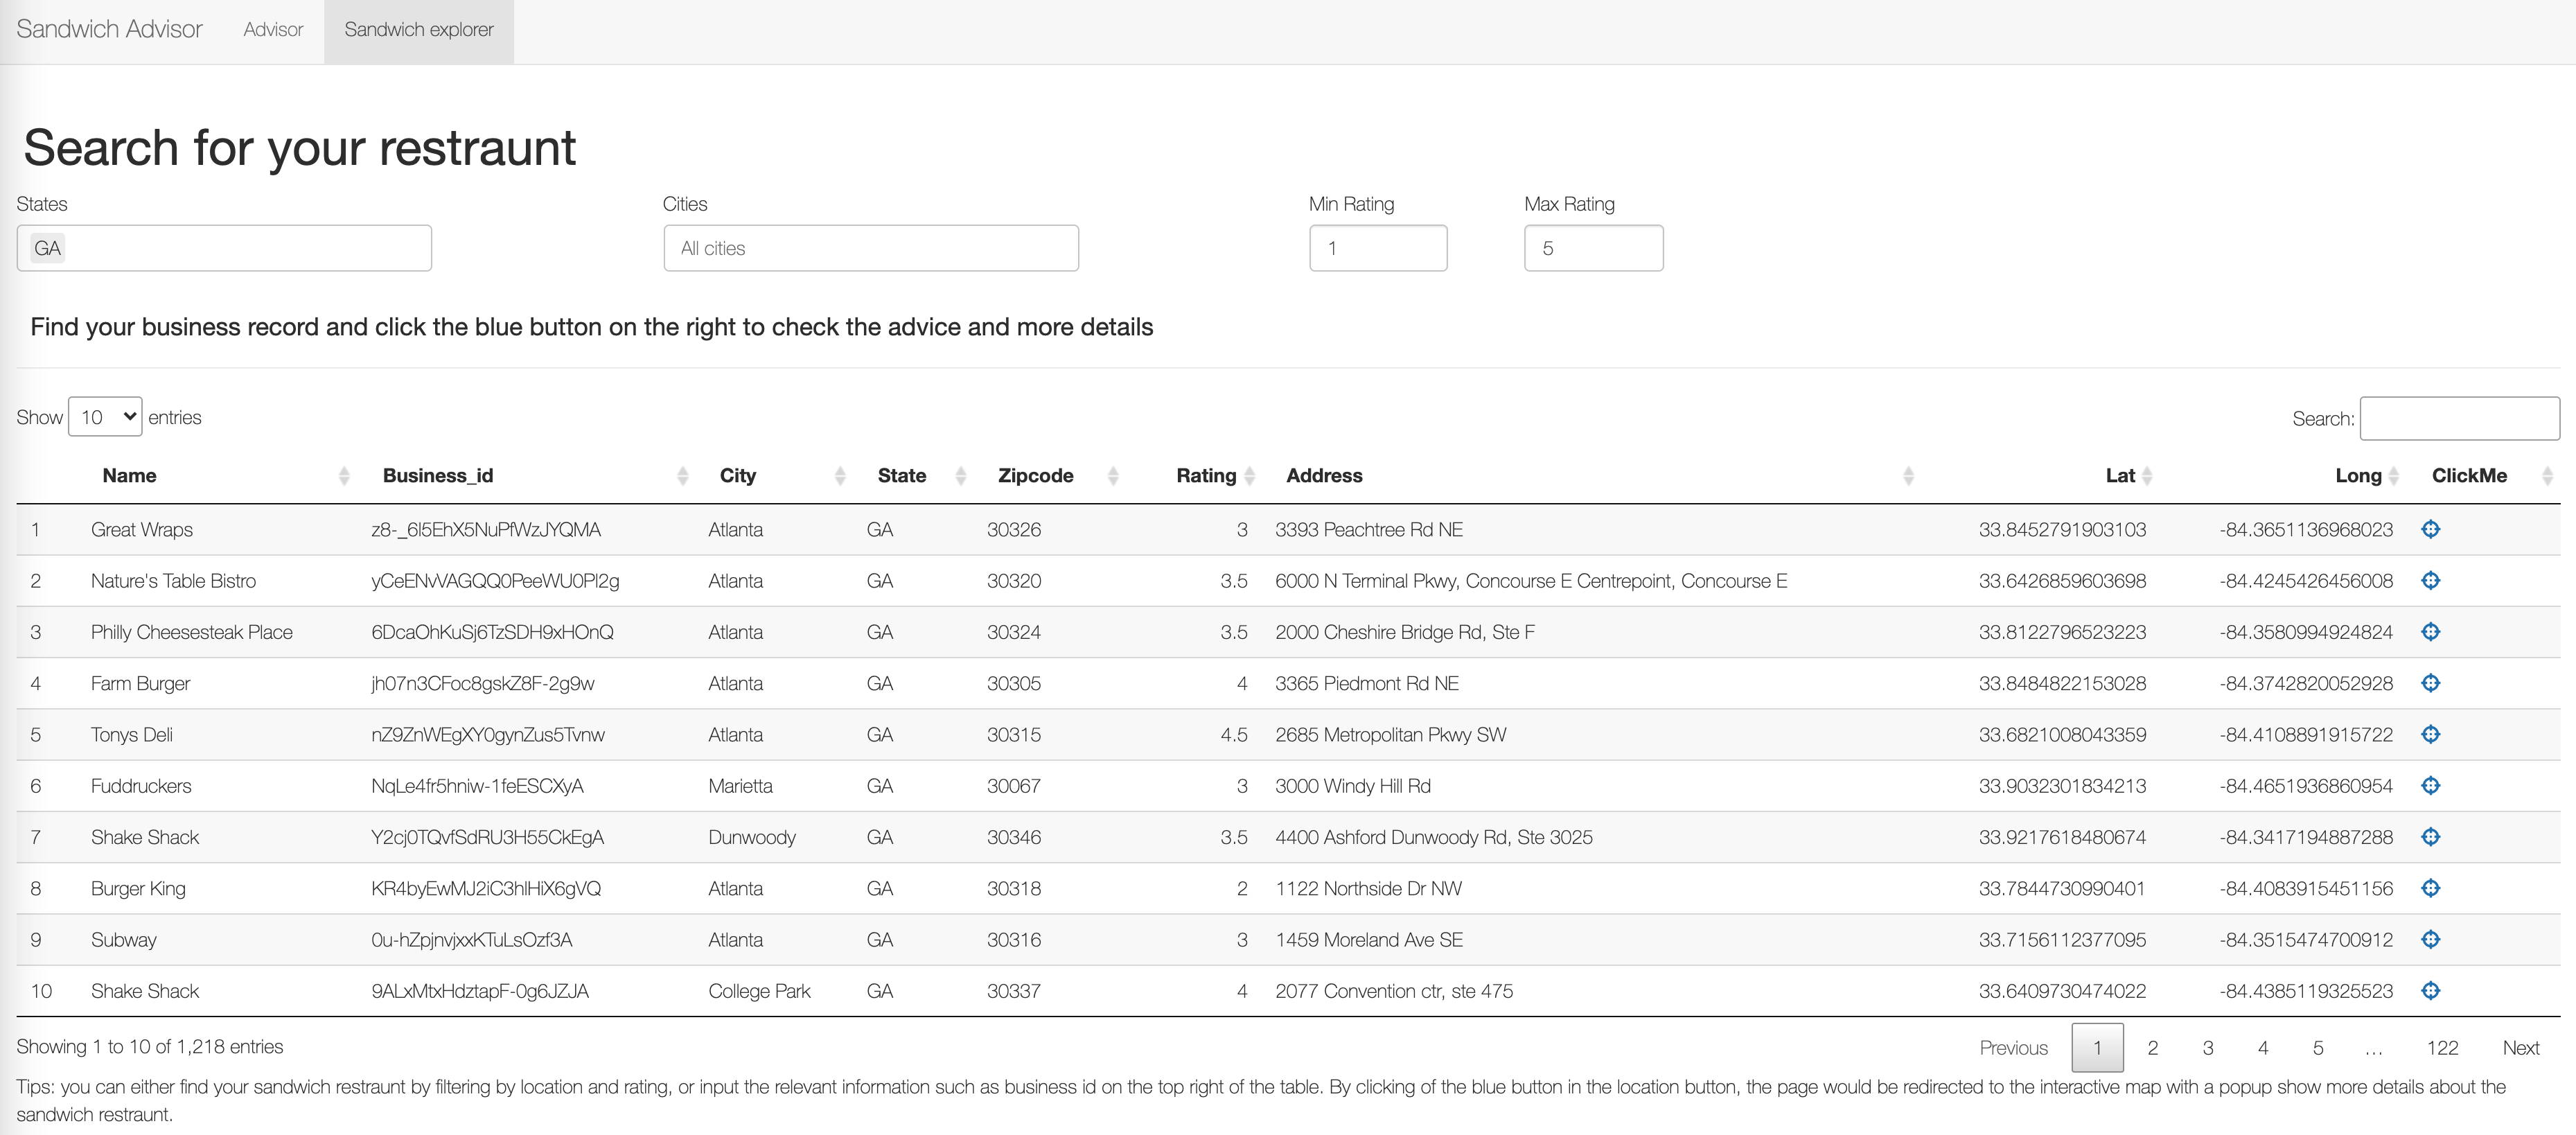 Sandwich Advisor Advisor Sandwich explorer
Search for your restraunt
States Cities Min Rating Max Rating
GA All cities 1 5
Find your business record and click the blue button on the right to check the advice and more details
Show 10 entries Search:
Name Business_id City State Zipcode Rating Address Lat Long ClickMe
1 Great Wraps z8-_6l5EhX5NuPfWzJYQMA Atlanta GA 30326 3 3393 Peachtree Rd NE 33.8452791903103 -84.3651136968023
2 Nature's Table Bistro yCeENvVAGQQ0PeeWU0Pl2g Atlanta GA 30320 3.5 6000 N Terminal Pkwy, Concourse E Centrepoint, Concourse E 33.6426859603698 -84.4245426456008
3 Philly Cheesesteak Place 6DcaOhKuSj6TzSDH9xHOnQ Atlanta GA 30324 3.5 2000 Cheshire Bridge Rd, Ste F 33.8122796523223 -84.3580994924824
4 Farm Burger jh07n3CFoc8gskZ8F-2g9w Atlanta GA 30305 4 3365 Piedmont Rd NE 33.8484822153028 -84.3742820052928
5 Tonys Deli nZ9ZnWEgXY0gynZus5Tvnw Atlanta GA 30315 4.5 2685 Metropolitan Pkwy SW 33.6821008043359 -84.4108891915722
6 Fuddruckers NqLe4fr5hniw-1feESCXyA Marietta GA 30067 3 3000 Windy Hill Rd 33.9032301834213 -84.4651936860954
7 Shake Shack Y2cj0TQvfSdRU3H55CkEgA Dunwoody GA 30346 3.5 4400 Ashford Dunwoody Rd, Ste 3025 33.9217618480674 -84.3417194887288
8 Burger King KR4byEwMJ2iC3hlHiX6gVQ Atlanta GA 30318 2 1122 Northside Dr NW 33.7844730990401 -84.4083915451156
9 Subway 0u-hZpjnvjxxKTuLsOzf3A Atlanta GA 30316 3 1459 Moreland Ave SE 33.7156112377095 -84.3515474700912
10 Shake Shack 9ALxMtxHdztapF-0g6JZJA College Park GA 30337 4 2077 Convention ctr, ste 475 33.6409730474022 -84.4385119325523
Showing 1 to 10 of 1,218 entries Previous 1 2 3 4 5 … 122 Next
Tips: you can either find your sandwich restraunt by filtering by location and rating, or input the relevant information such as business id on the top right of the table. By clicking of the blue button in the location button, the page would be redirected to the interactive map with a popup show more details about the
sandwich restraunt.